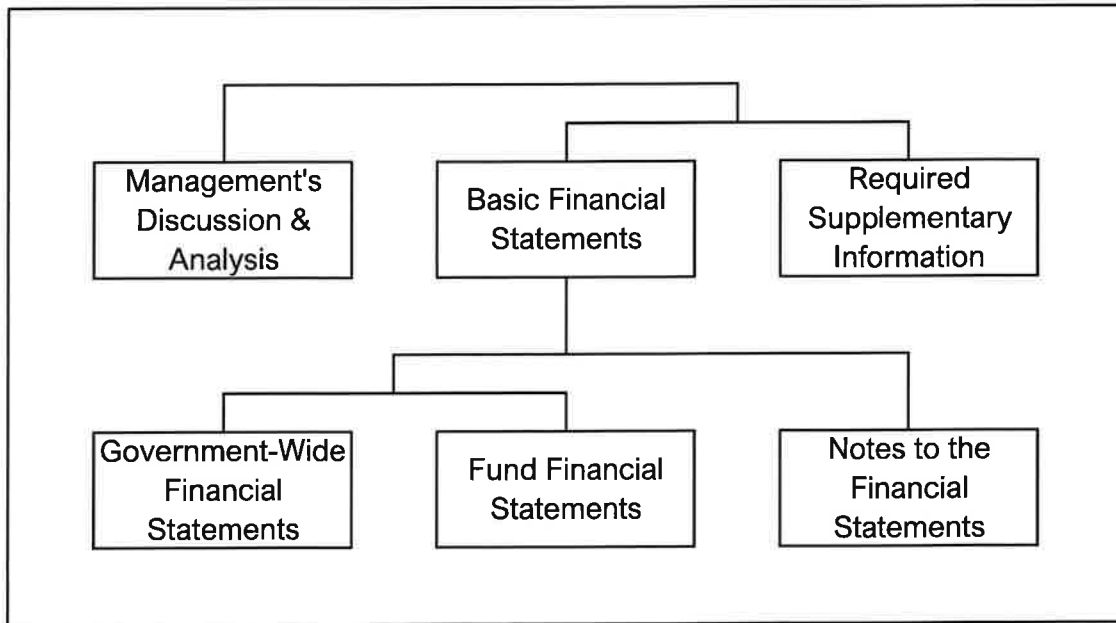 Management's
Discussion &
Analysis
Basic Financial
Statements
Required
Supplementary
Information
Government-Wide
Financial
Statements
Fund Financial
Statements
Notes to the
Financial
Statements